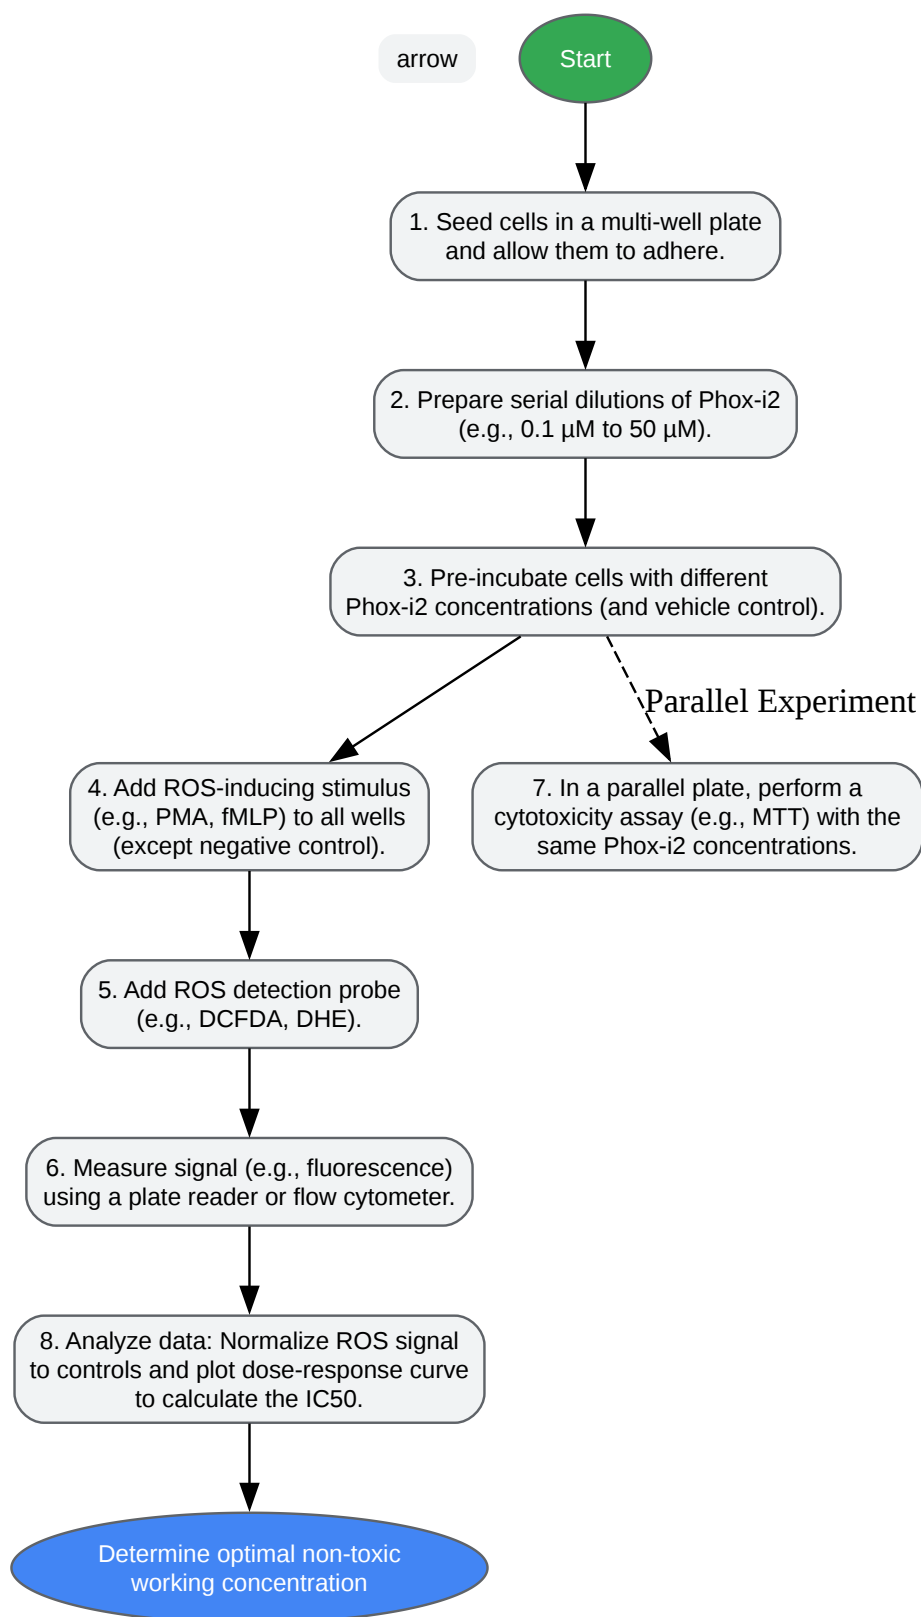 arrow
Start
1. Seed cells in a multi-well plate
and allow them to adhere.
2. Prepare serial dilutions of Phox-i2
(e.g., 0.1 µM to 50 µM).
3. Pre-incubate cells with different
Phox-i2 concentrations (and vehicle control).
Parallel Experiment
4. Add ROS-inducing stimulus
(e.g., PMA, fMLP) to all wells
(except negative control).
7. In a parallel plate, perform a
cytotoxicity assay (e.g., MTT) with the
same Phox-i2 concentrations.
5. Add ROS detection probe
(e.g., DCFDA, DHE).
6. Measure signal (e.g., fluorescence)
using a plate reader or flow cytometer.
8. Analyze data: Normalize ROS signal
to controls and plot dose-response curve
to calculate the IC50.
Determine optimal non-toxic
working concentration